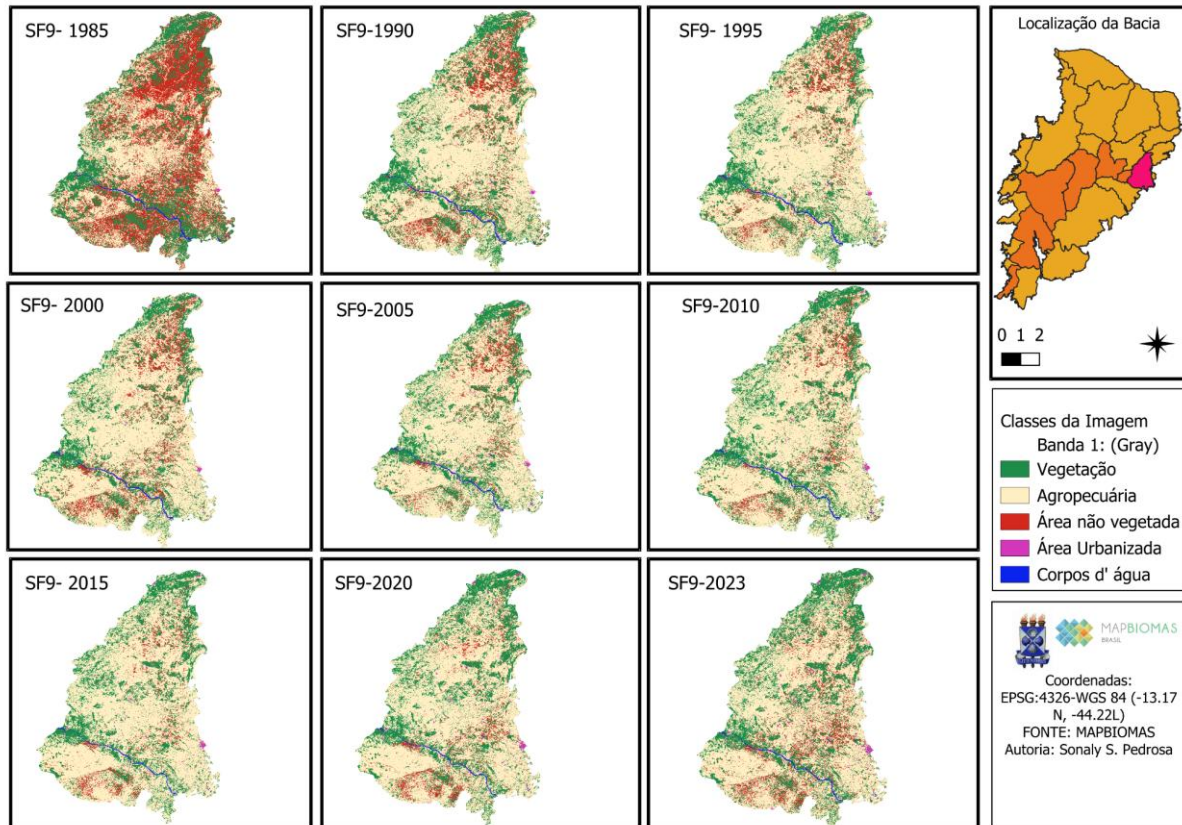 SF9- 1985
SF9-1990
SF9- 1995
Localização da Bacia
SF9- 2000
SF9-2005
SF9-2010
0 1 2
Classes da Imagem
Banda 1: (Gray)
Vegetação
Agropecuária
Área não vegetada
Área Urbanizada
Corpos d' água
SF9- 2015
SF9-2020
SF9-2023
MAPBIOMAS
BRASIL
Coordenadas:
EPSG:4326-WGS 84 (-13.17
N, -44.22L)
FONTE: MAPBIOMAS
Autoria: Sonaly S. Pedrosa